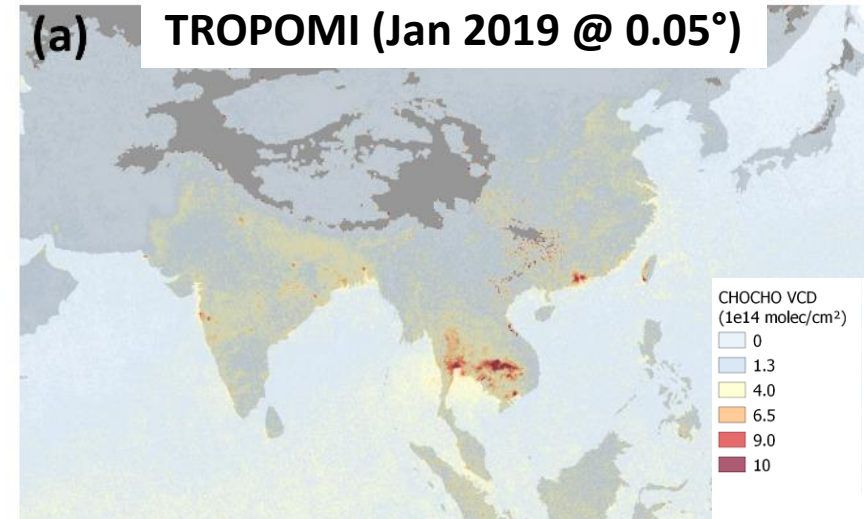 (a)
TROPOMI (Jan 2019 @ 0.05°)
CHOCHO VCD
(1e14 molec/cm²)
0
1.3
4.0
6.5
9.0
10